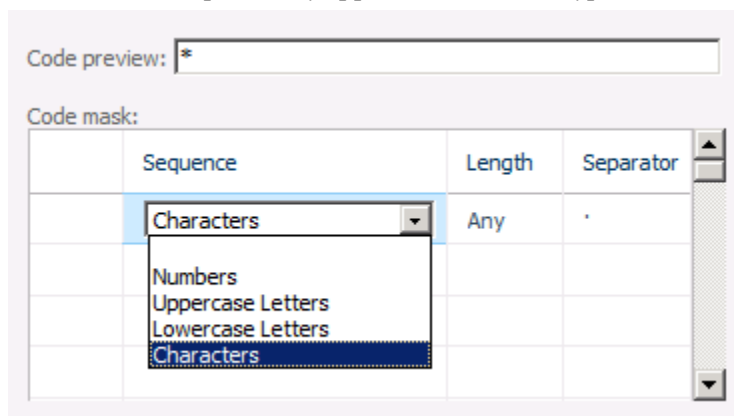 Code preview: *
Code mask:
Sequence Length Separator
Characters Any .
Numbers
Uppercase Letters
Lowercase Letters
Characters